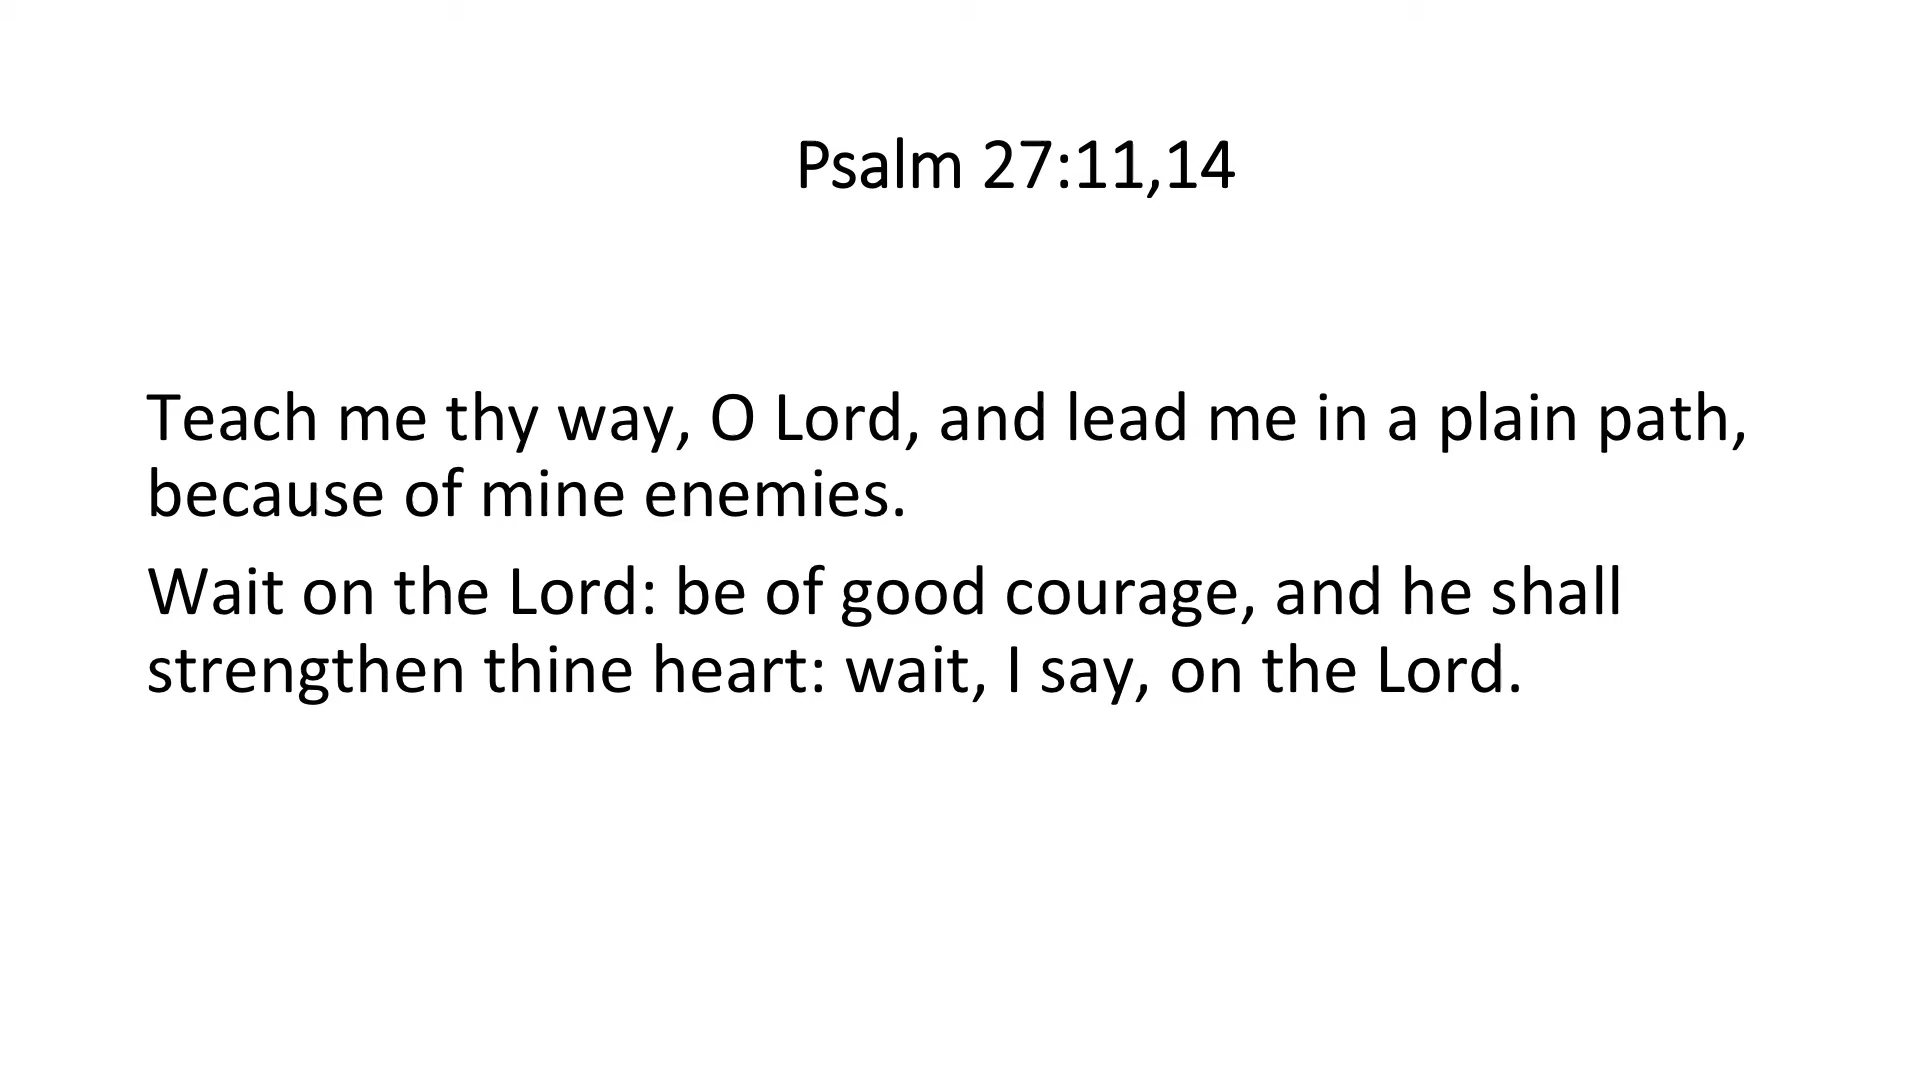 Psalm 27:11,14
Teach me thy way, O Lord, and lead me in a plain path,
because of mine enemies.
Wait on the Lord: be of good courage, and he shall
strengthen thine heart: wait, I say, on the Lord.